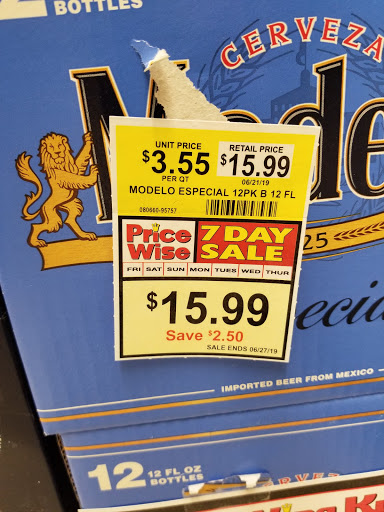 BOTTLES
CERVEZA
UNIT PRICE
RETAIL PRICE
$3.55
$15.99
PER QT
06/21/19
MODELO ESPECIAL 12PK B 12 FL
080660-95757
Price Wise
7 DAY SALE
FRI SAT SUN MON TUES WED THUR
$15.99
Save $2.50
SALE ENDS 06/27/19
IMPORTED BEER FROM MEXICO
12 12 FL OZ
BOTTLES